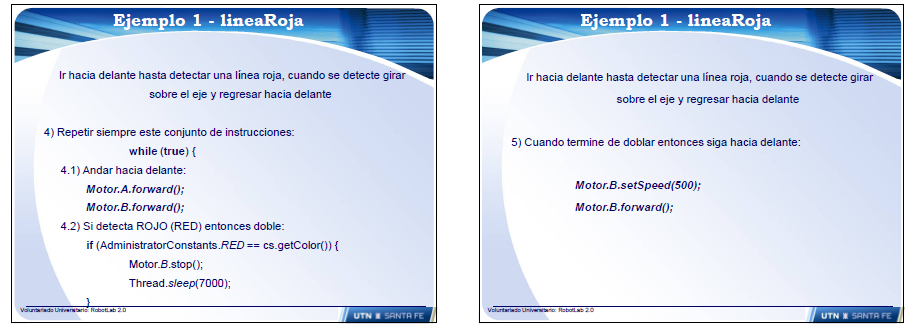 Ejemplo 1 - lineaRoja
Ir hacia delante hasta detectar una línea roja, cuando se detecte girar
sobre el eje y regresar hacia delante
4) Repetir siempre este conjunto de instrucciones:
while (true) {
4.1) Andar hacia delante:
Motor.A.forward();
Motor.B.forward();
4.2) Si detecta ROJO (RED) entonces doble:
if (AdministratorConstants.RED == cs.getColor()) {
Motor.B.stop();
Thread.sleep(7000);
}
Voluntariado Universitario: RobotLab 2.0
UTN SANTA FE
Ejemplo 1 - lineaRoja
Ir hacia delante hasta detectar una línea roja, cuando se detecte girar
sobre el eje y regresar hacia delante
5) Cuando termine de doblar entonces siga hacia delante:
Motor.B.setSpeed(500);
Motor.B.forward();
Voluntariado Universitario: RobotLab 2.0
UTN SANTA FE